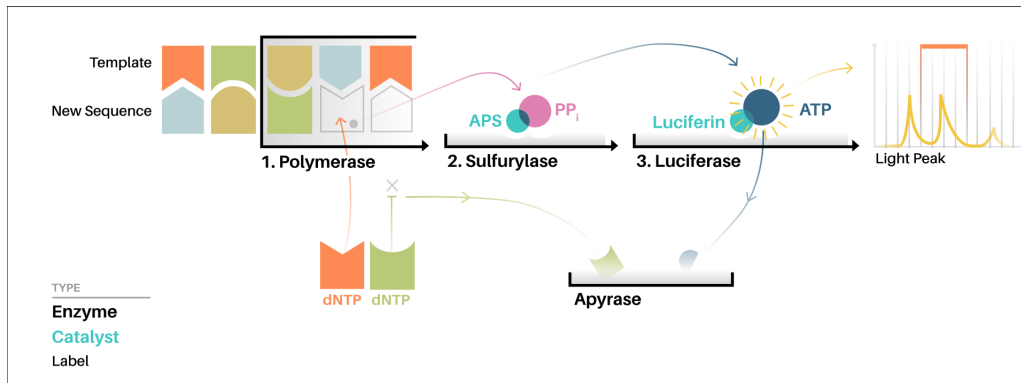 Template
New Sequence
APS
PPi
Luciferin
ATP
1. Polymerase
2. Sulfurylase
3. Luciferase
Light Peak
dNTP
dNTP
Apyrase
TYPE
Enzyme
Catalyst
Label